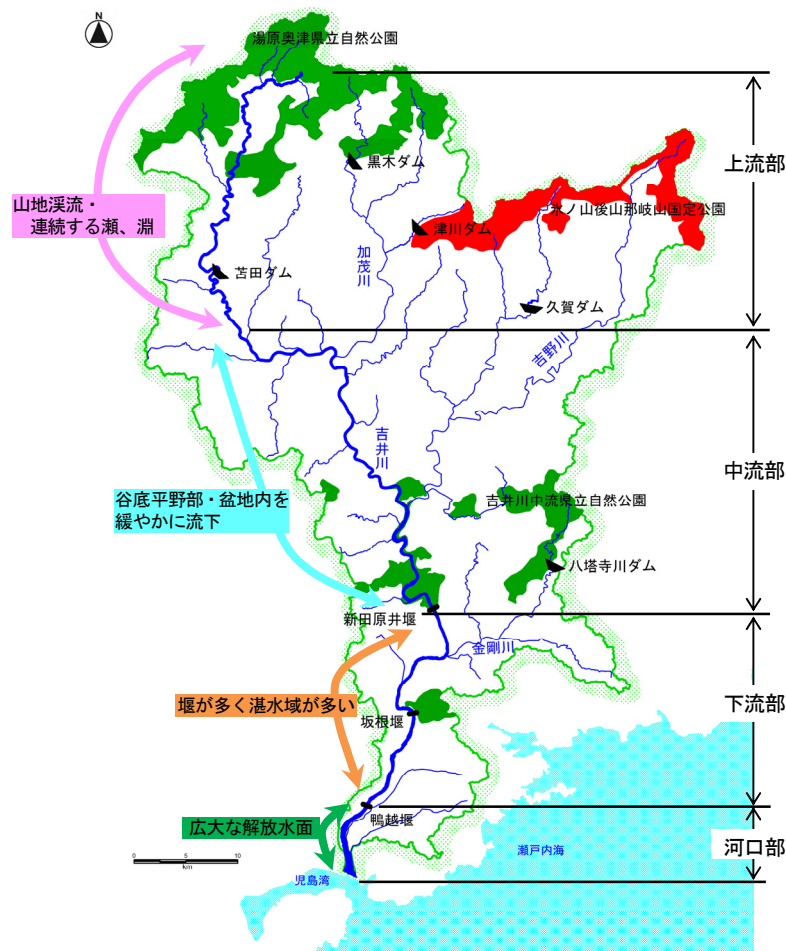 N
湯原奥津県立自然公園
上流部
黒木ダム
山地渓流・
連続する瀬、淵
氷ノ山後山那岐山国定公園
津川ダム
加茂川
苫田ダム
久賀ダム
吉野川
吉井川
中流部
谷底平野部・盆地内を
緩やかに流下
吉井川中流県立自然公園
八塔寺川ダム
新田原井堰
金剛川
堰が多く湛水域が多い
坂根堰
下流部
鴨越堰
広大な解放水面
河口部
瀬戸内海
0 5 10
km
児島湾